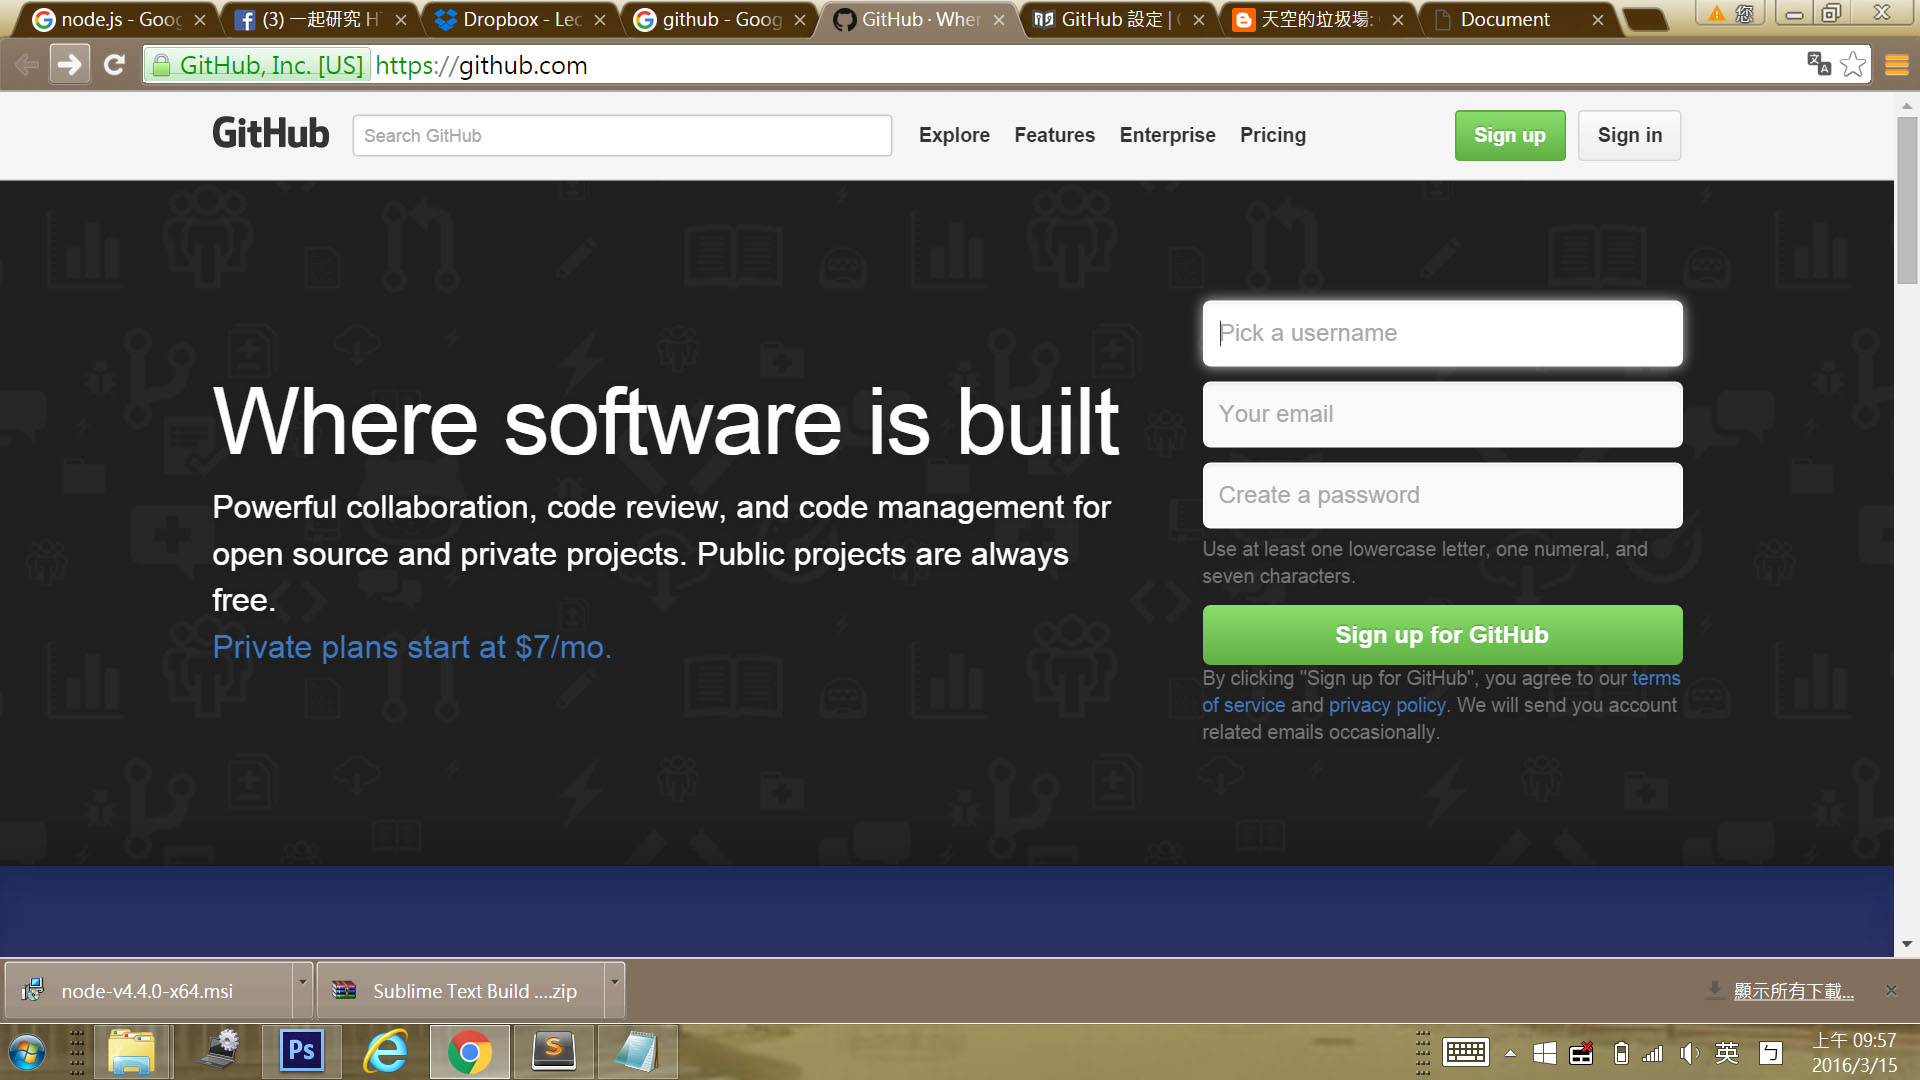 node.js - Goog
(3) 一起研究 H
Dropbox - Lec
github - Goog
GitHub · Wher
GitHub 設定 |
天空的垃圾場:
Document
您
GitHub, Inc. [US] https://github.com
GitHub
Search GitHub
Explore
Features
Enterprise
Pricing
Sign up
Sign in
Where software is built
Powerful collaboration, code review, and code management for
open source and private projects. Public projects are always
free.
Private plans start at $7/mo.
Pick a username
Your email
Create a password
Use at least one lowercase letter, one numeral, and
seven characters.
Sign up for GitHub
By clicking "Sign up for GitHub", you agree to our terms
of service and privacy policy. We will send you account
related emails occasionally.
node-v4.4.0-x64.msi
Sublime Text Build ....zip
顯示所有下載...
Ps
S
英
ㄅ
上午 09:57
2016/3/15